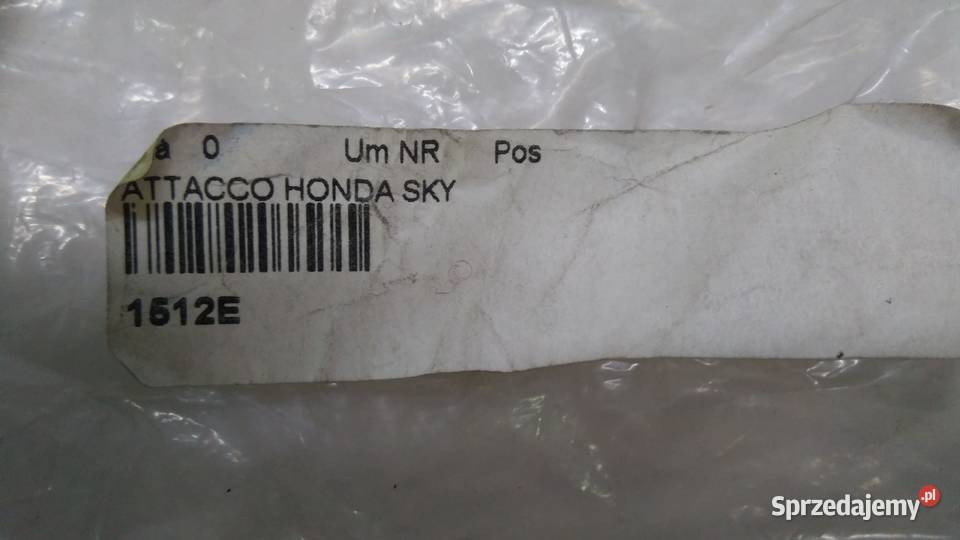 à 0 Um NR Pos
ATTACCO HONDA SKY
1512E
Sprzedajemy.pl